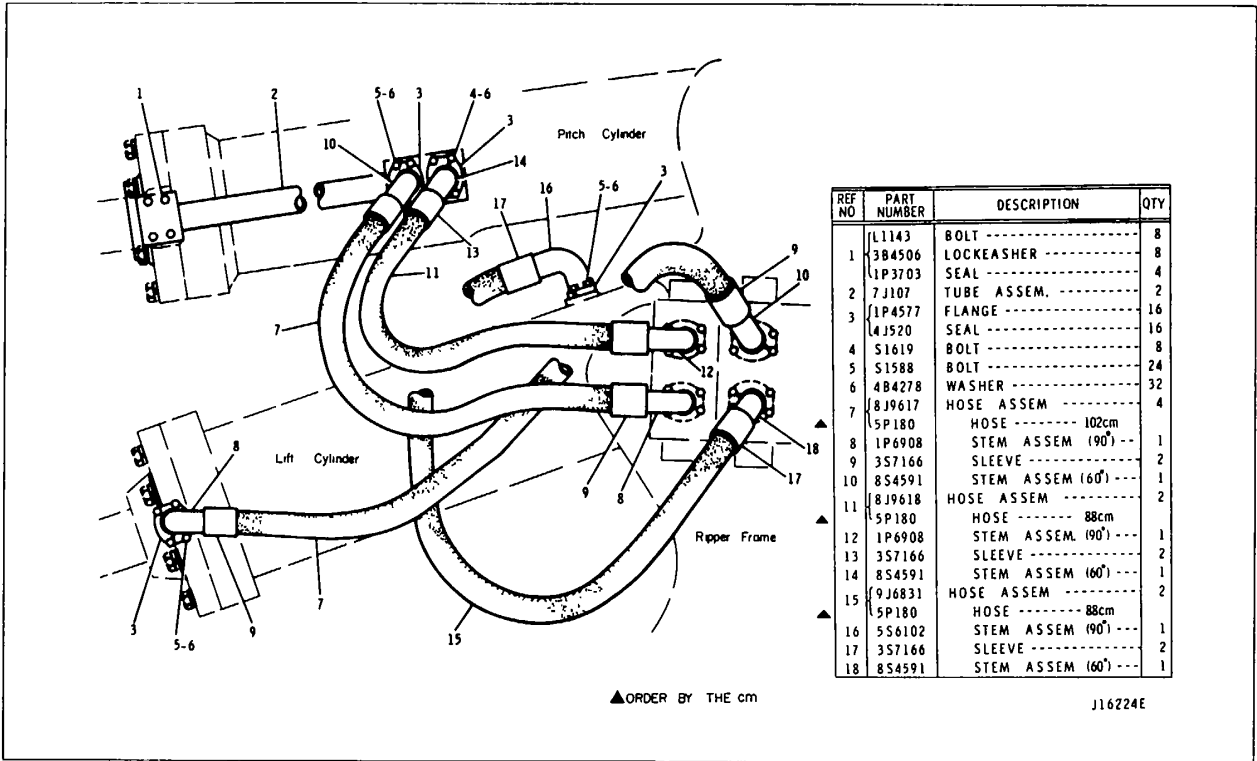 1
2
5-6
3
4-6
3
10
14
Pitch Cylinder
16
5-6
3
17
13
11
9
10
7
12
8
Lift Cylinder
18
17
9
8
Ripper Frame
7
3
5-6
9
15
▲ORDER BY THE cm
REF NO PART NUMBER DESCRIPTION QTY
1 L1143 BOLT 8
3B4506 LOCKEASHER 8
1P3703 SEAL 4
2 7J107 TUBE ASSEM. 2
3 1P4577 FLANGE 16
4J520 SEAL 16
4 S1619 BOLT 8
5 S1588 BOLT 24
6 4B4278 WASHER 32
7 8J9617 HOSE ASSEM 4
▲ 5P180 HOSE 102cm
8 1P6908 STEM ASSEM (90°) 1
9 3S7166 SLEEVE 2
10 8S4591 STEM ASSEM (60°) 1
11 8J9618 HOSE ASSEM 2
▲ 5P180 HOSE 88cm
12 1P6908 STEM ASSEM. (90°) 1
13 3S7166 SLEEVE 2
14 8S4591 STEM ASSEM (60°) 1
15 9J6831 HOSE ASSEM 2
▲ 5P180 HOSE 88cm
16 5S6102 STEM ASSEM (90°) 1
17 3S7166 SLEEVE 2
18 8S4591 STEM ASSEM (60°) 1
J16224E